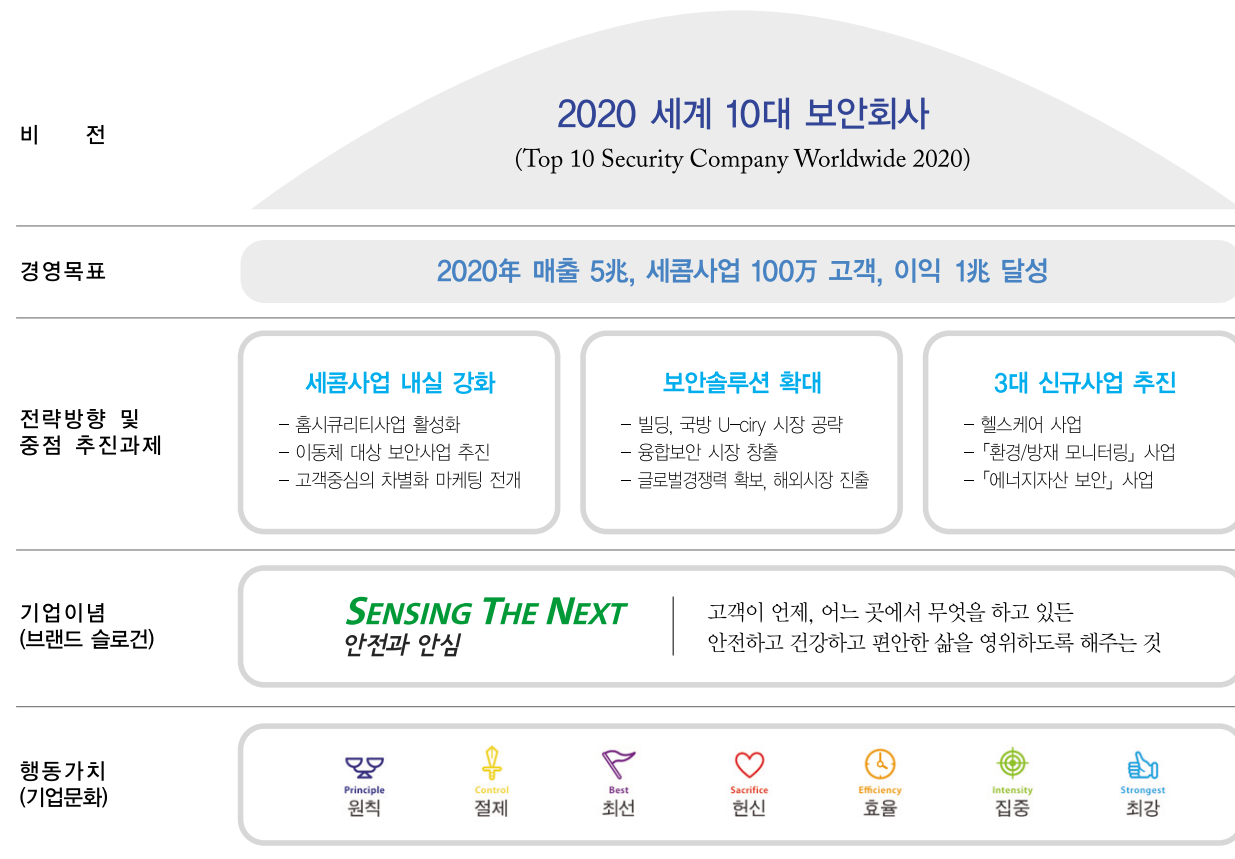 비 전
2020 세계 10대 보안회사
(Top 10 Security Company Worldwide 2020)
경영목표
2020年 매출 5兆, 세콤사업 100万 고객, 이익 1兆 달성
전략방향 및
중점 추진과제
세콤사업 내실 강화
– 홈시큐리티사업 활성화
– 이동체 대상 보안사업 추진
– 고객중심의 차별화 마케팅 전개
보안솔루션 확대
– 빌딩, 국방 U-ciry 시장 공략
– 융합보안 시장 창출
– 글로벌경쟁력 확보, 해외시장 진출
3대 신규사업 추진
– 헬스케어 사업
– 「환경/방재 모니터링」 사업
– 「에너지자산 보안」 사업
기업이념
(브랜드 슬로건)
SENSING THE NEXT
안전과 안심
고객이 언제, 어느 곳에서 무엇을 하고 있든
안전하고 건강하고 편안한 삶을 영위하도록 해주는 것
행동가치
(기업문화)
Principle
원칙
Control
절제
Best
최선
Sacrifice
헌신
Efficiency
효율
Intensity
집중
Strongest
최강